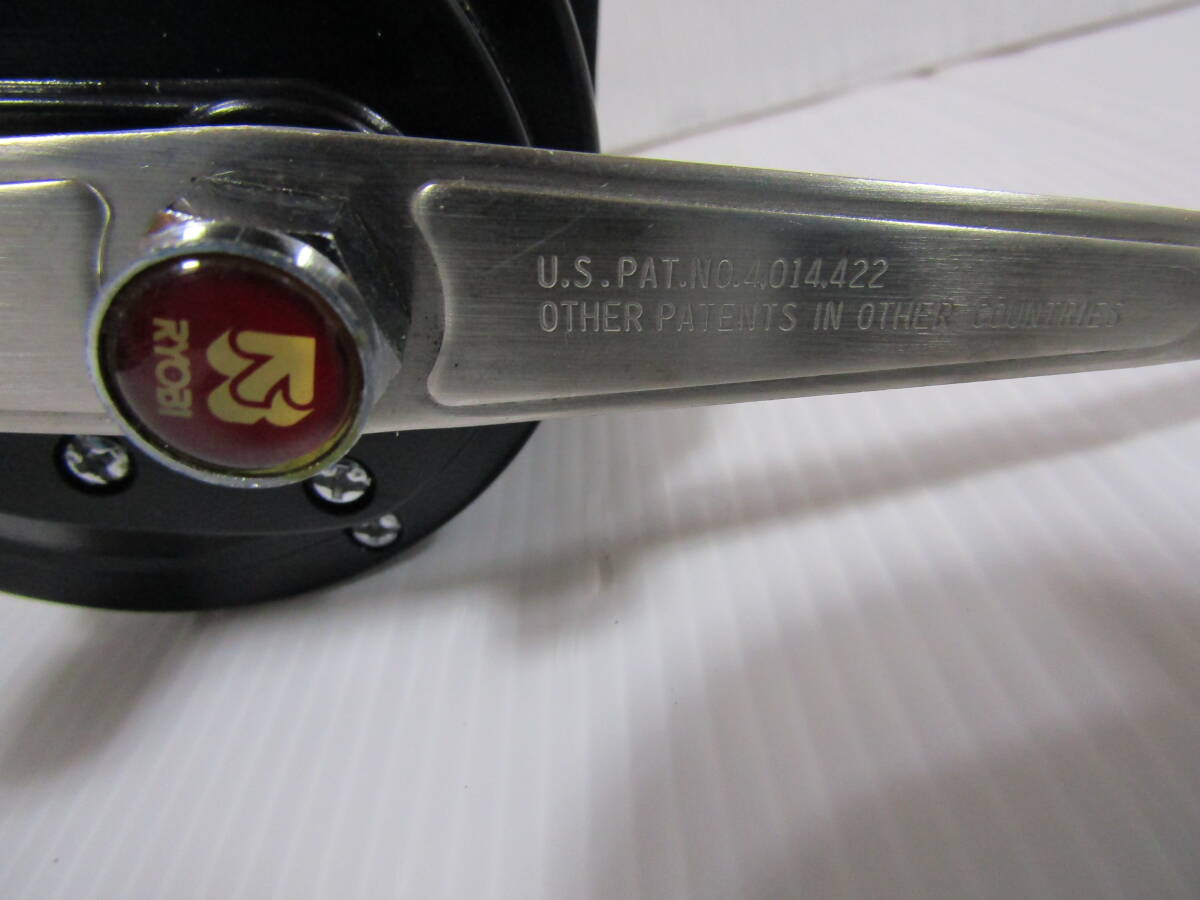 RYOBI
U.S.PAT.NO.4,014,422
OTHER PATENTS IN OTHER COUNTRIES